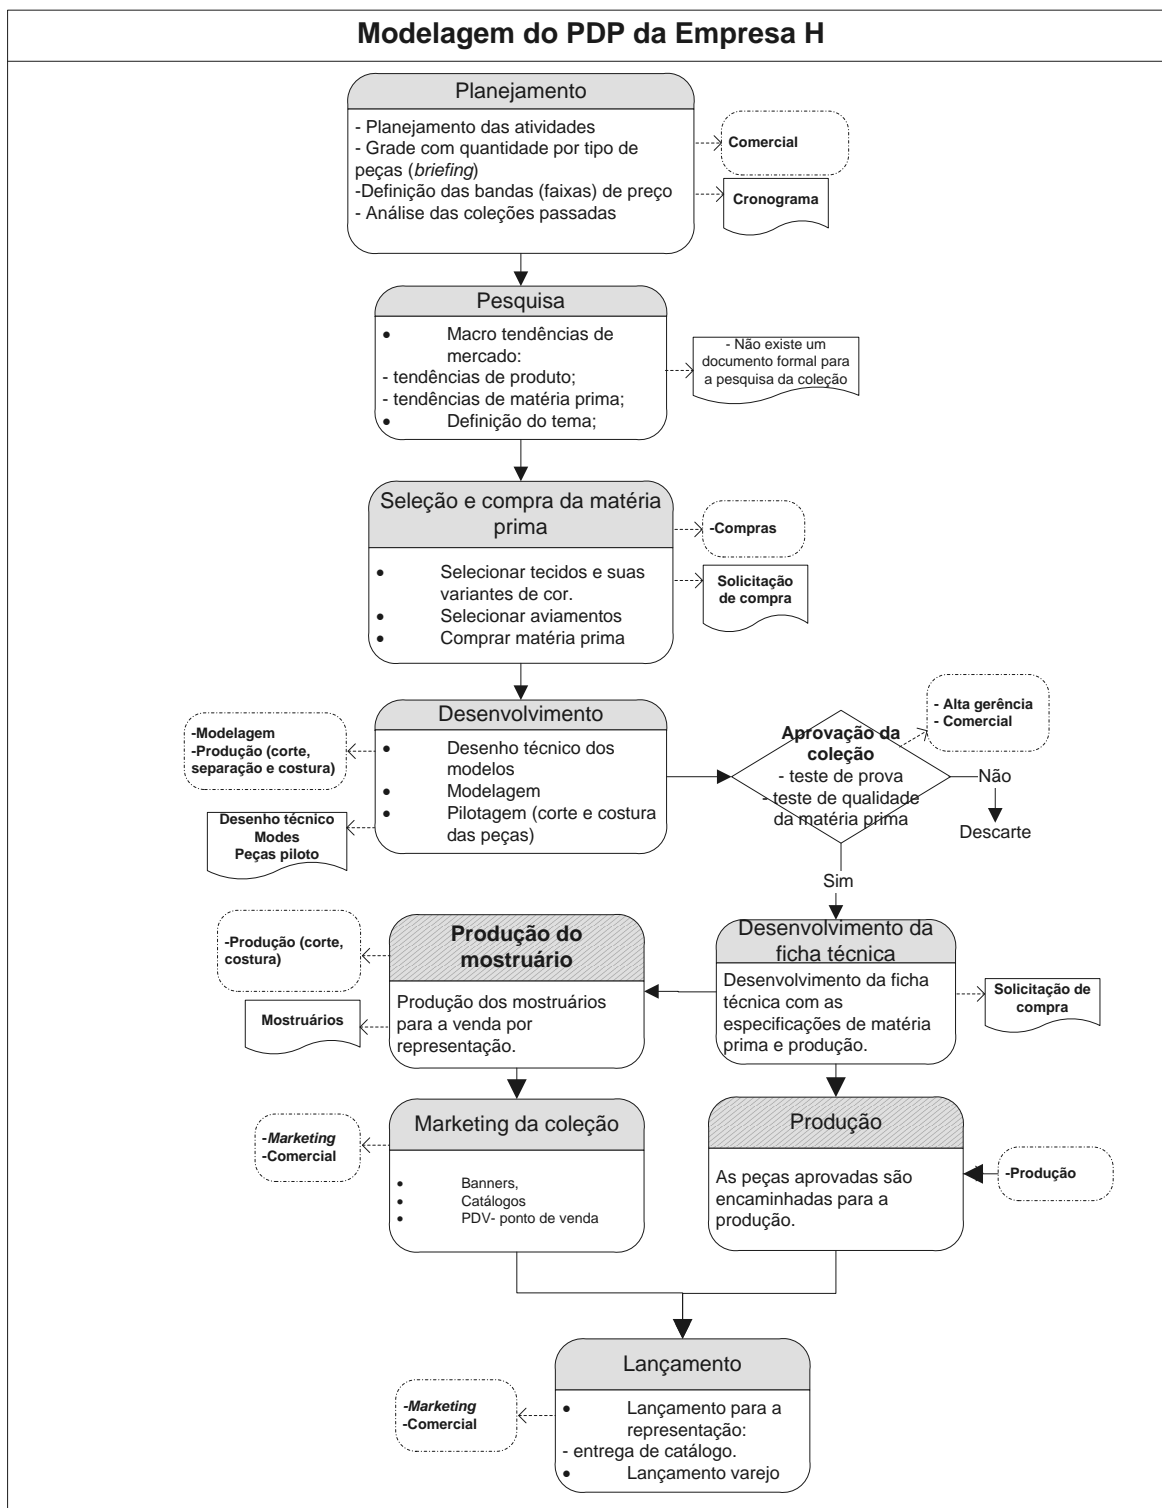 Modelagem do PDP da Empresa H
Planejamento
- Planejamento das atividades
- Grade com quantidade por tipo de
peças (briefing)
-Definição das bandas (faixas) de preço
- Análise das coleções passadas
Comercial
Cronograma
Pesquisa
• Macro tendências de
mercado:
- tendências de produto;
- tendências de matéria prima;
• Definição do tema;
- Não existe um
documento formal para
a pesquisa da coleção
Seleção e compra da matéria
prima
• Selecionar tecidos e suas
variantes de cor.
• Selecionar aviamentos
• Comprar matéria prima
-Compras
Solicitação
de compra
Desenvolvimento
• Desenho técnico dos
modelos
• Modelagem
• Pilotagem (corte e costura
das peças)
-Modelagem
-Produção (corte,
separação e costura)
Desenho técnico
Modes
Peças piloto
Aprovação da
coleção
- teste de prova
- teste de qualidade
da matéria prima
- Alta gerência
- Comercial
Não
Descarte
Sim
Desenvolvimento da
ficha técnica
Desenvolvimento da ficha
técnica com as
especificações de matéria
prima e produção.
Solicitação de
compra
Produção do
mostruário
Produção dos mostruários
para a venda por
representação.
-Produção (corte,
costura)
Mostruários
Marketing da coleção
• Banners,
• Catálogos
• PDV- ponto de venda
-Marketing
-Comercial
Produção
As peças aprovadas são
encaminhadas para a
produção.
-Produção
Lançamento
• Lançamento para a
representação:
- entrega de catálogo.
• Lançamento varejo
-Marketing
-Comercial